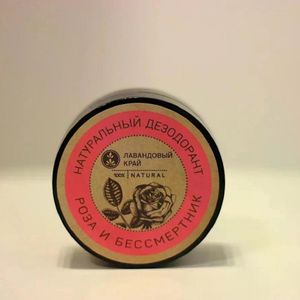 НАТУРАЛЬНЫЙ ДЕЗОДОРАНТ
ЛАВАНДОВЫЙ
КРАЙ
100% NATURAL
РОЗА И БЕССМЕРТНИК